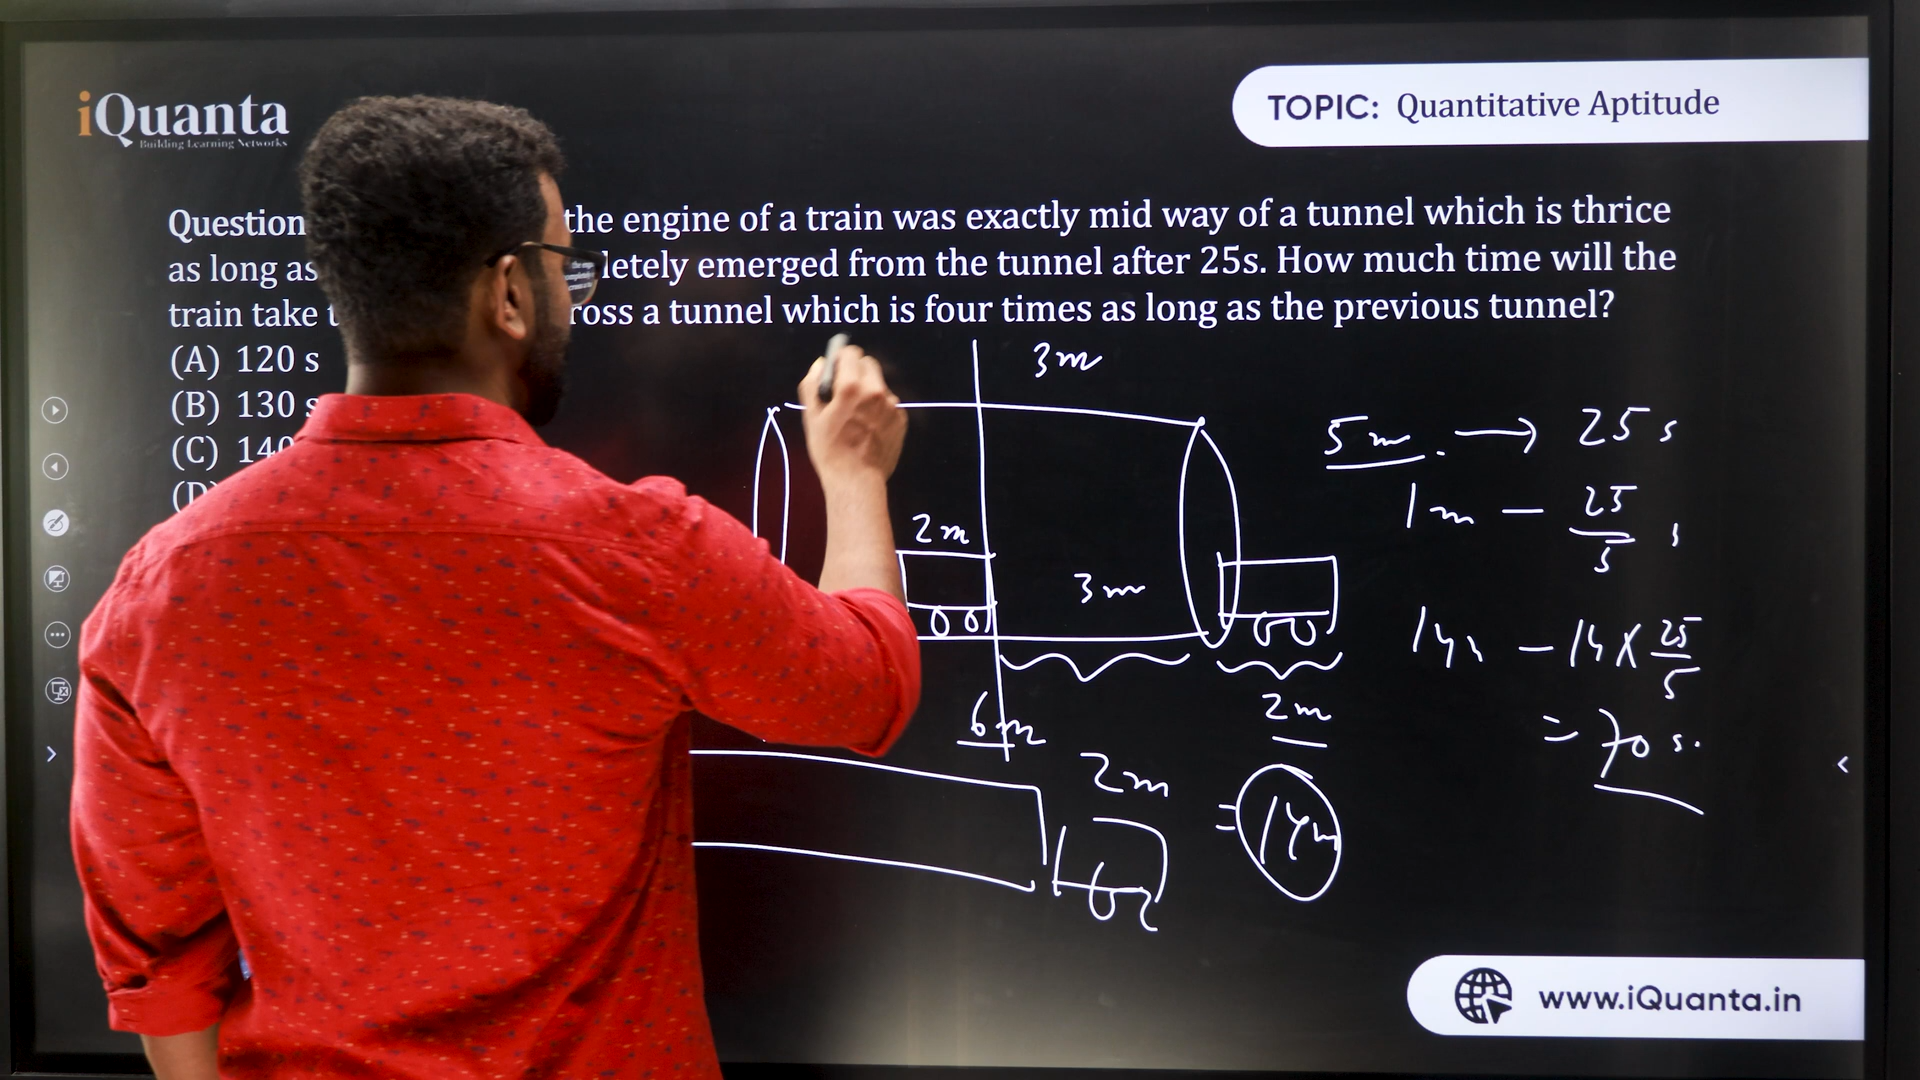 iQuanta
Building Learning Networks
TOPIC: Quantitative Aptitude
Question the engine of a train was exactly mid way of a tunnel which is thrice
as long as letely emerged from the tunnel after 25s. How much time will the
train take t ross a tunnel which is four times as long as the previous tunnel?
(A) 120 s
(B) 130 s
(C) 140
(D)
3m
5m → 25 s
2m
1m - 25/5 s
3m
14m - 14 X 25/5
6m
2m
= 70 s.
2m
= 14m
www.iQuanta.in